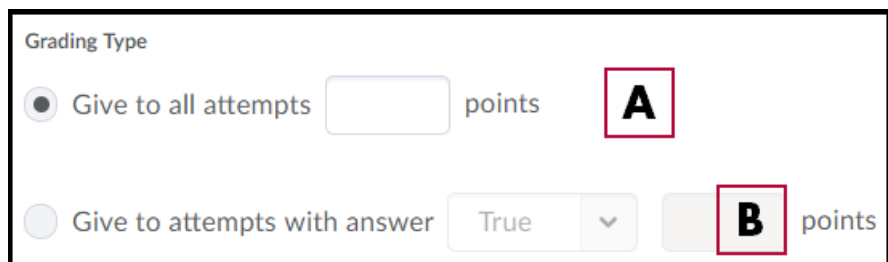 Grading Type
Give to all attempts points A
Give to attempts with answer True B points